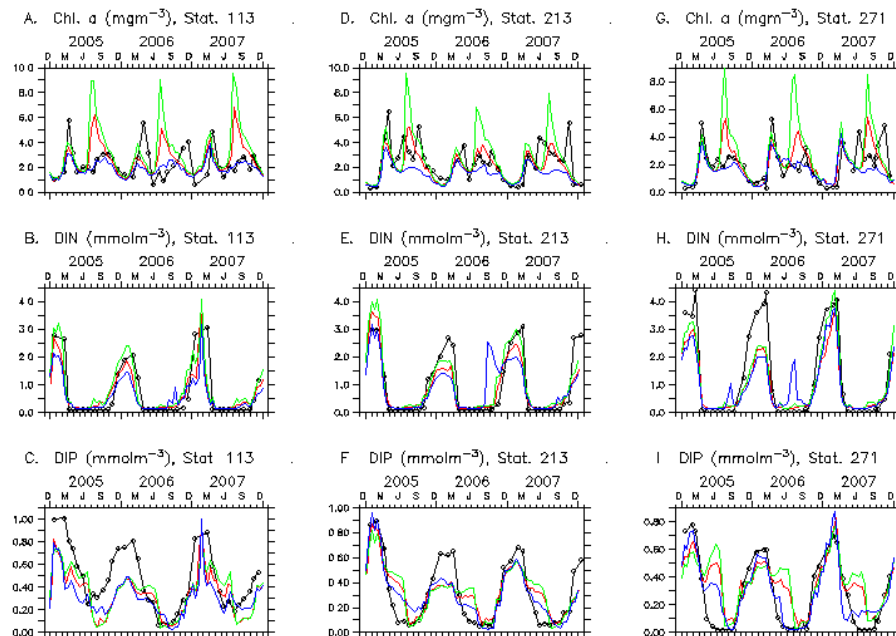 A. Chl. a (mgm⁻³), Stat. 113 . D. Chl. a (mgm⁻³), Stat. 213 . G. Chl. a (mgm⁻³), Stat. 271
2005 2006 2007 2005 2006 2007 2005 2006 2007
D M J S D M J S D M J S D D M J S D M J S D M J S D D M J S D M J S D M J S D
10.0 10.0
8.0 8.0 8.0
6.0 6.0 6.0
4.0 4.0 4.0
2.0 2.0 2.0
0.0 0.0 0.0
B. DIN (mmolm⁻³), Stat. 113 . E. DIN (mmolm⁻³), Stat. 213 . H. DIN (mmolm⁻³), Stat. 271
2005 2006 2007 2005 2006 2007 2005 2006 2007
D M J S D M J S D M J S D D M J S D M J S D M J S D D M J S D M J S D M J S D
4.0 4.0 4.0
3.0 3.0 3.0
2.0 2.0 2.0
1.0 1.0 1.0
0.0 0.0 0.0
C. DIP (mmolm⁻³), Stat 113 . F DIP (mmolm⁻³), Stat. 213 . I DIP (mmolm⁻³), Stat. 271
2005 2006 2007 2005 2006 2007 2005 2006 2007
D M J S D M J S D M J S D D M J S D M J S D M J S D D M J S D M J S D M J S D
1.00 1.00
0.80 0.80 0.80
0.60 0.60 0.60
0.40 0.40 0.40
0.20 0.20 0.20
0.00 0.00 0.00